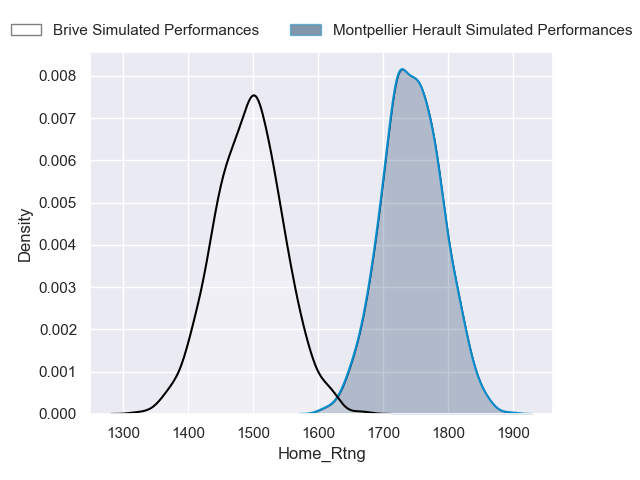 Brive Simulated Performances Montpellier Herault Simulated Performances
0.008
0.007
0.006
0.005
0.004
0.003
0.002
0.001
0.000
Density
1300 1400 1500 1600 1700 1800 1900
Home_Rtng